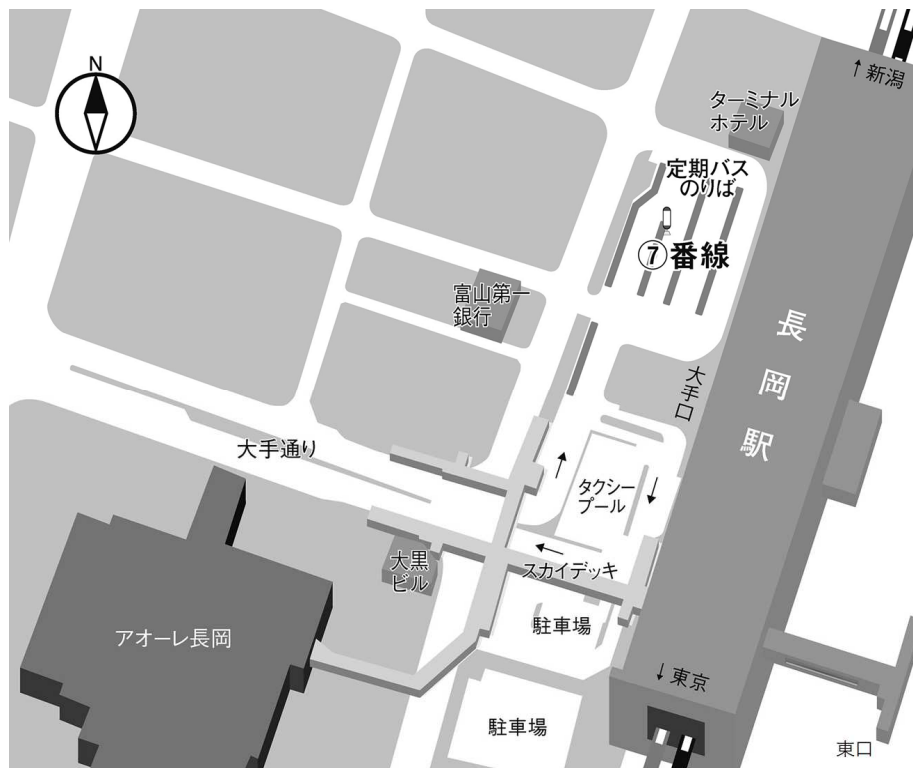 N
↑新潟
ターミナル
ホテル
定期バス
のりば
⑦番線
富山第一
銀行
長岡駅
大手口
大手通り
タクシー
プール
大黒
ビル
スカイデッキ
アオーレ長岡
駐車場
↓東京
駐車場
東口